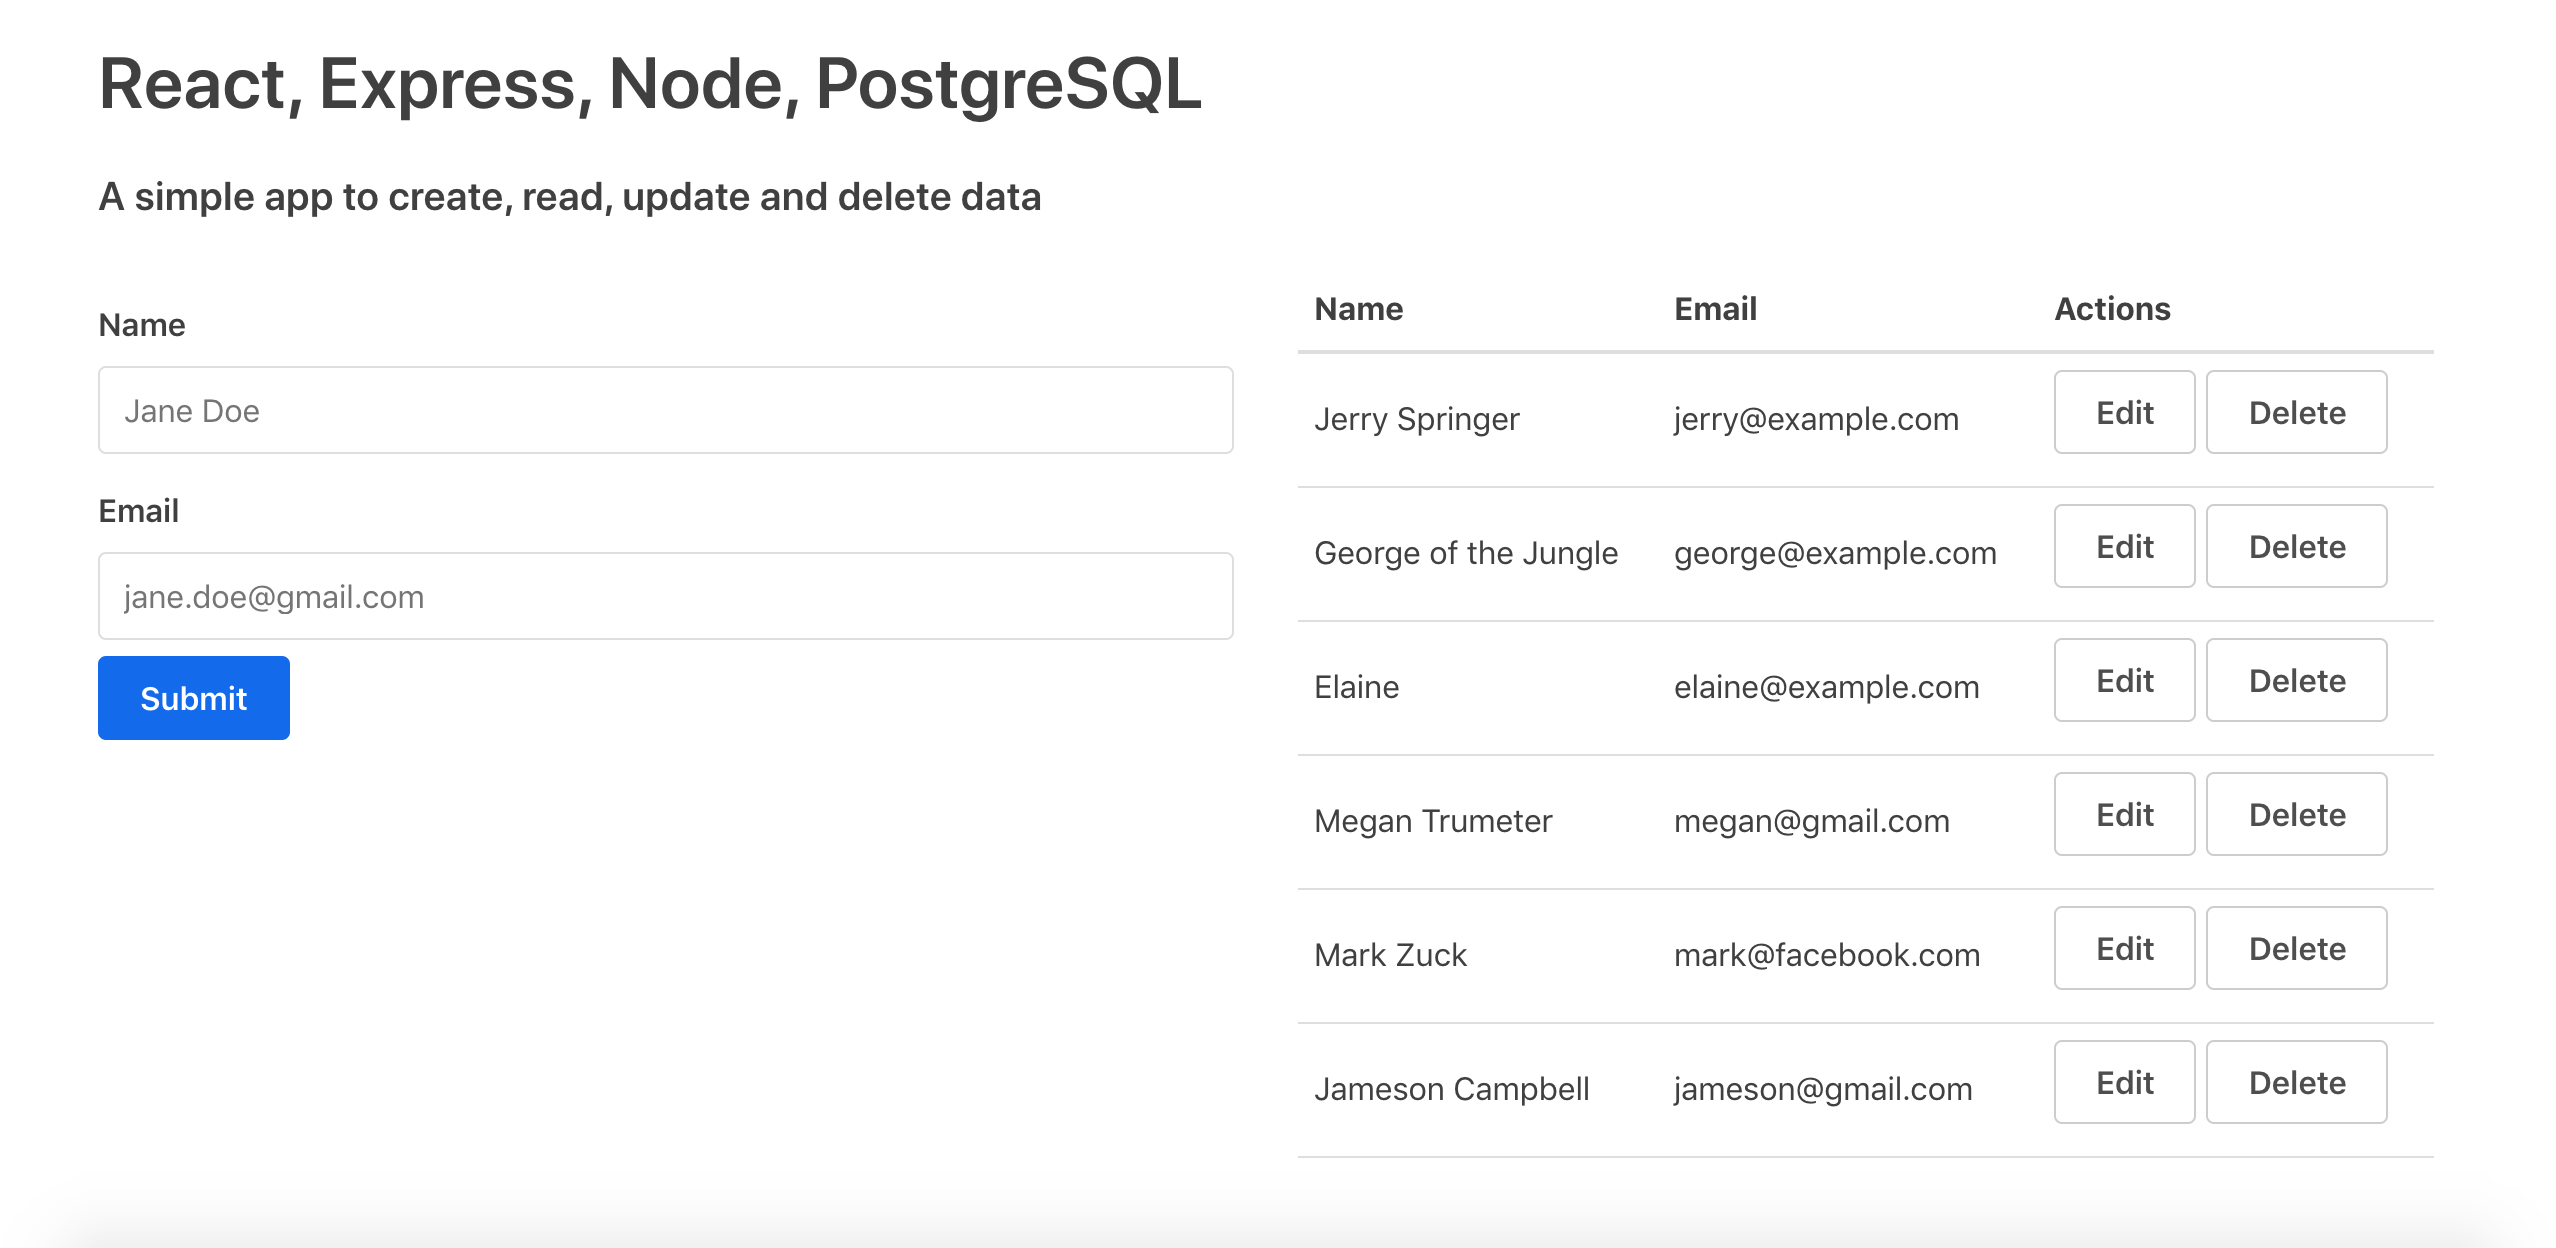 React, Express, Node, PostgreSQL
A simple app to create, read, update and delete data
Name
Jane Doe
Email
jane.doe@gmail.com
Submit
Name Email Actions
Jerry Springer jerry@example.com Edit Delete
George of the Jungle george@example.com Edit Delete
Elaine elaine@example.com Edit Delete
Megan Trumeter megan@gmail.com Edit Delete
Mark Zuck mark@facebook.com Edit Delete
Jameson Campbell jameson@gmail.com Edit Delete